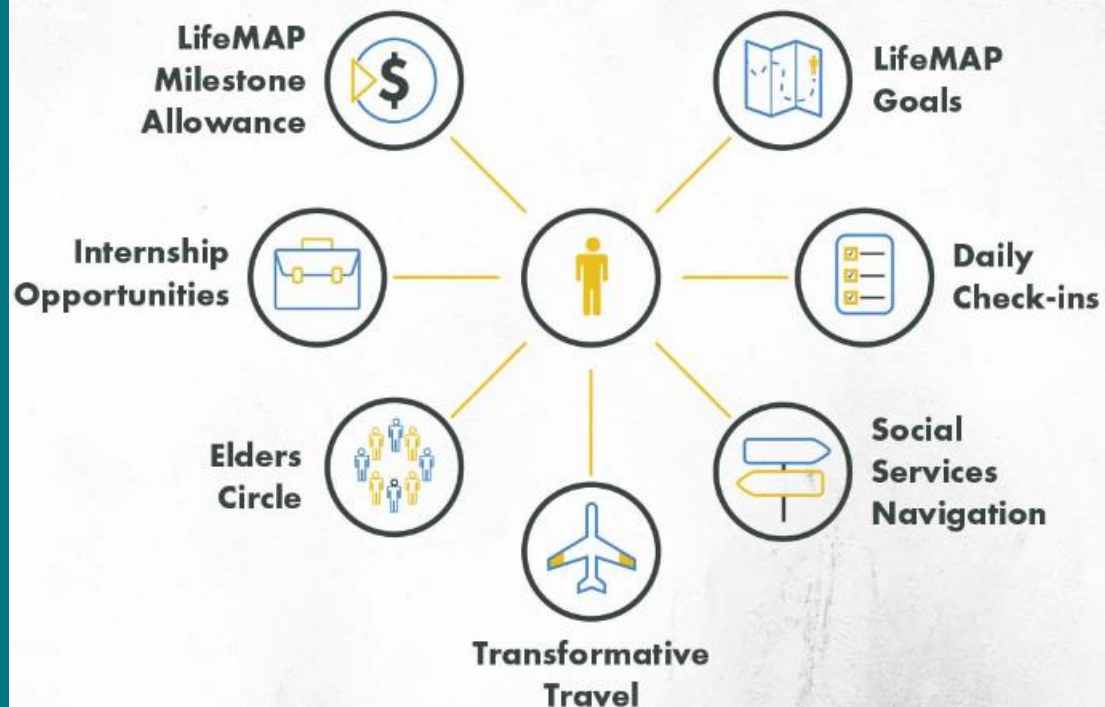 LifeMAP
Milestone
Allowance
$
LifeMAP
Goals
Internship
Opportunities
Daily
Check-ins
Elders
Circle
Social
Services
Navigation
Transformative
Travel